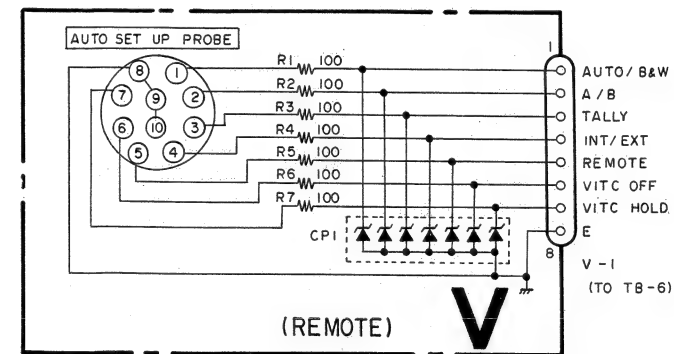 AUTO SET UP PROBE
1
2
3
4
5
6
7
8
9
10
R1 100
R2 100
R3 100
R4 100
R5 100
R6 100
R7 100
CP1
1
AUTO/B&W
A/B
TALLY
INT/EXT
REMOTE
VITC OFF
VITC HOLD
E
8
V-1
(TO TB-6)
(REMOTE)
V